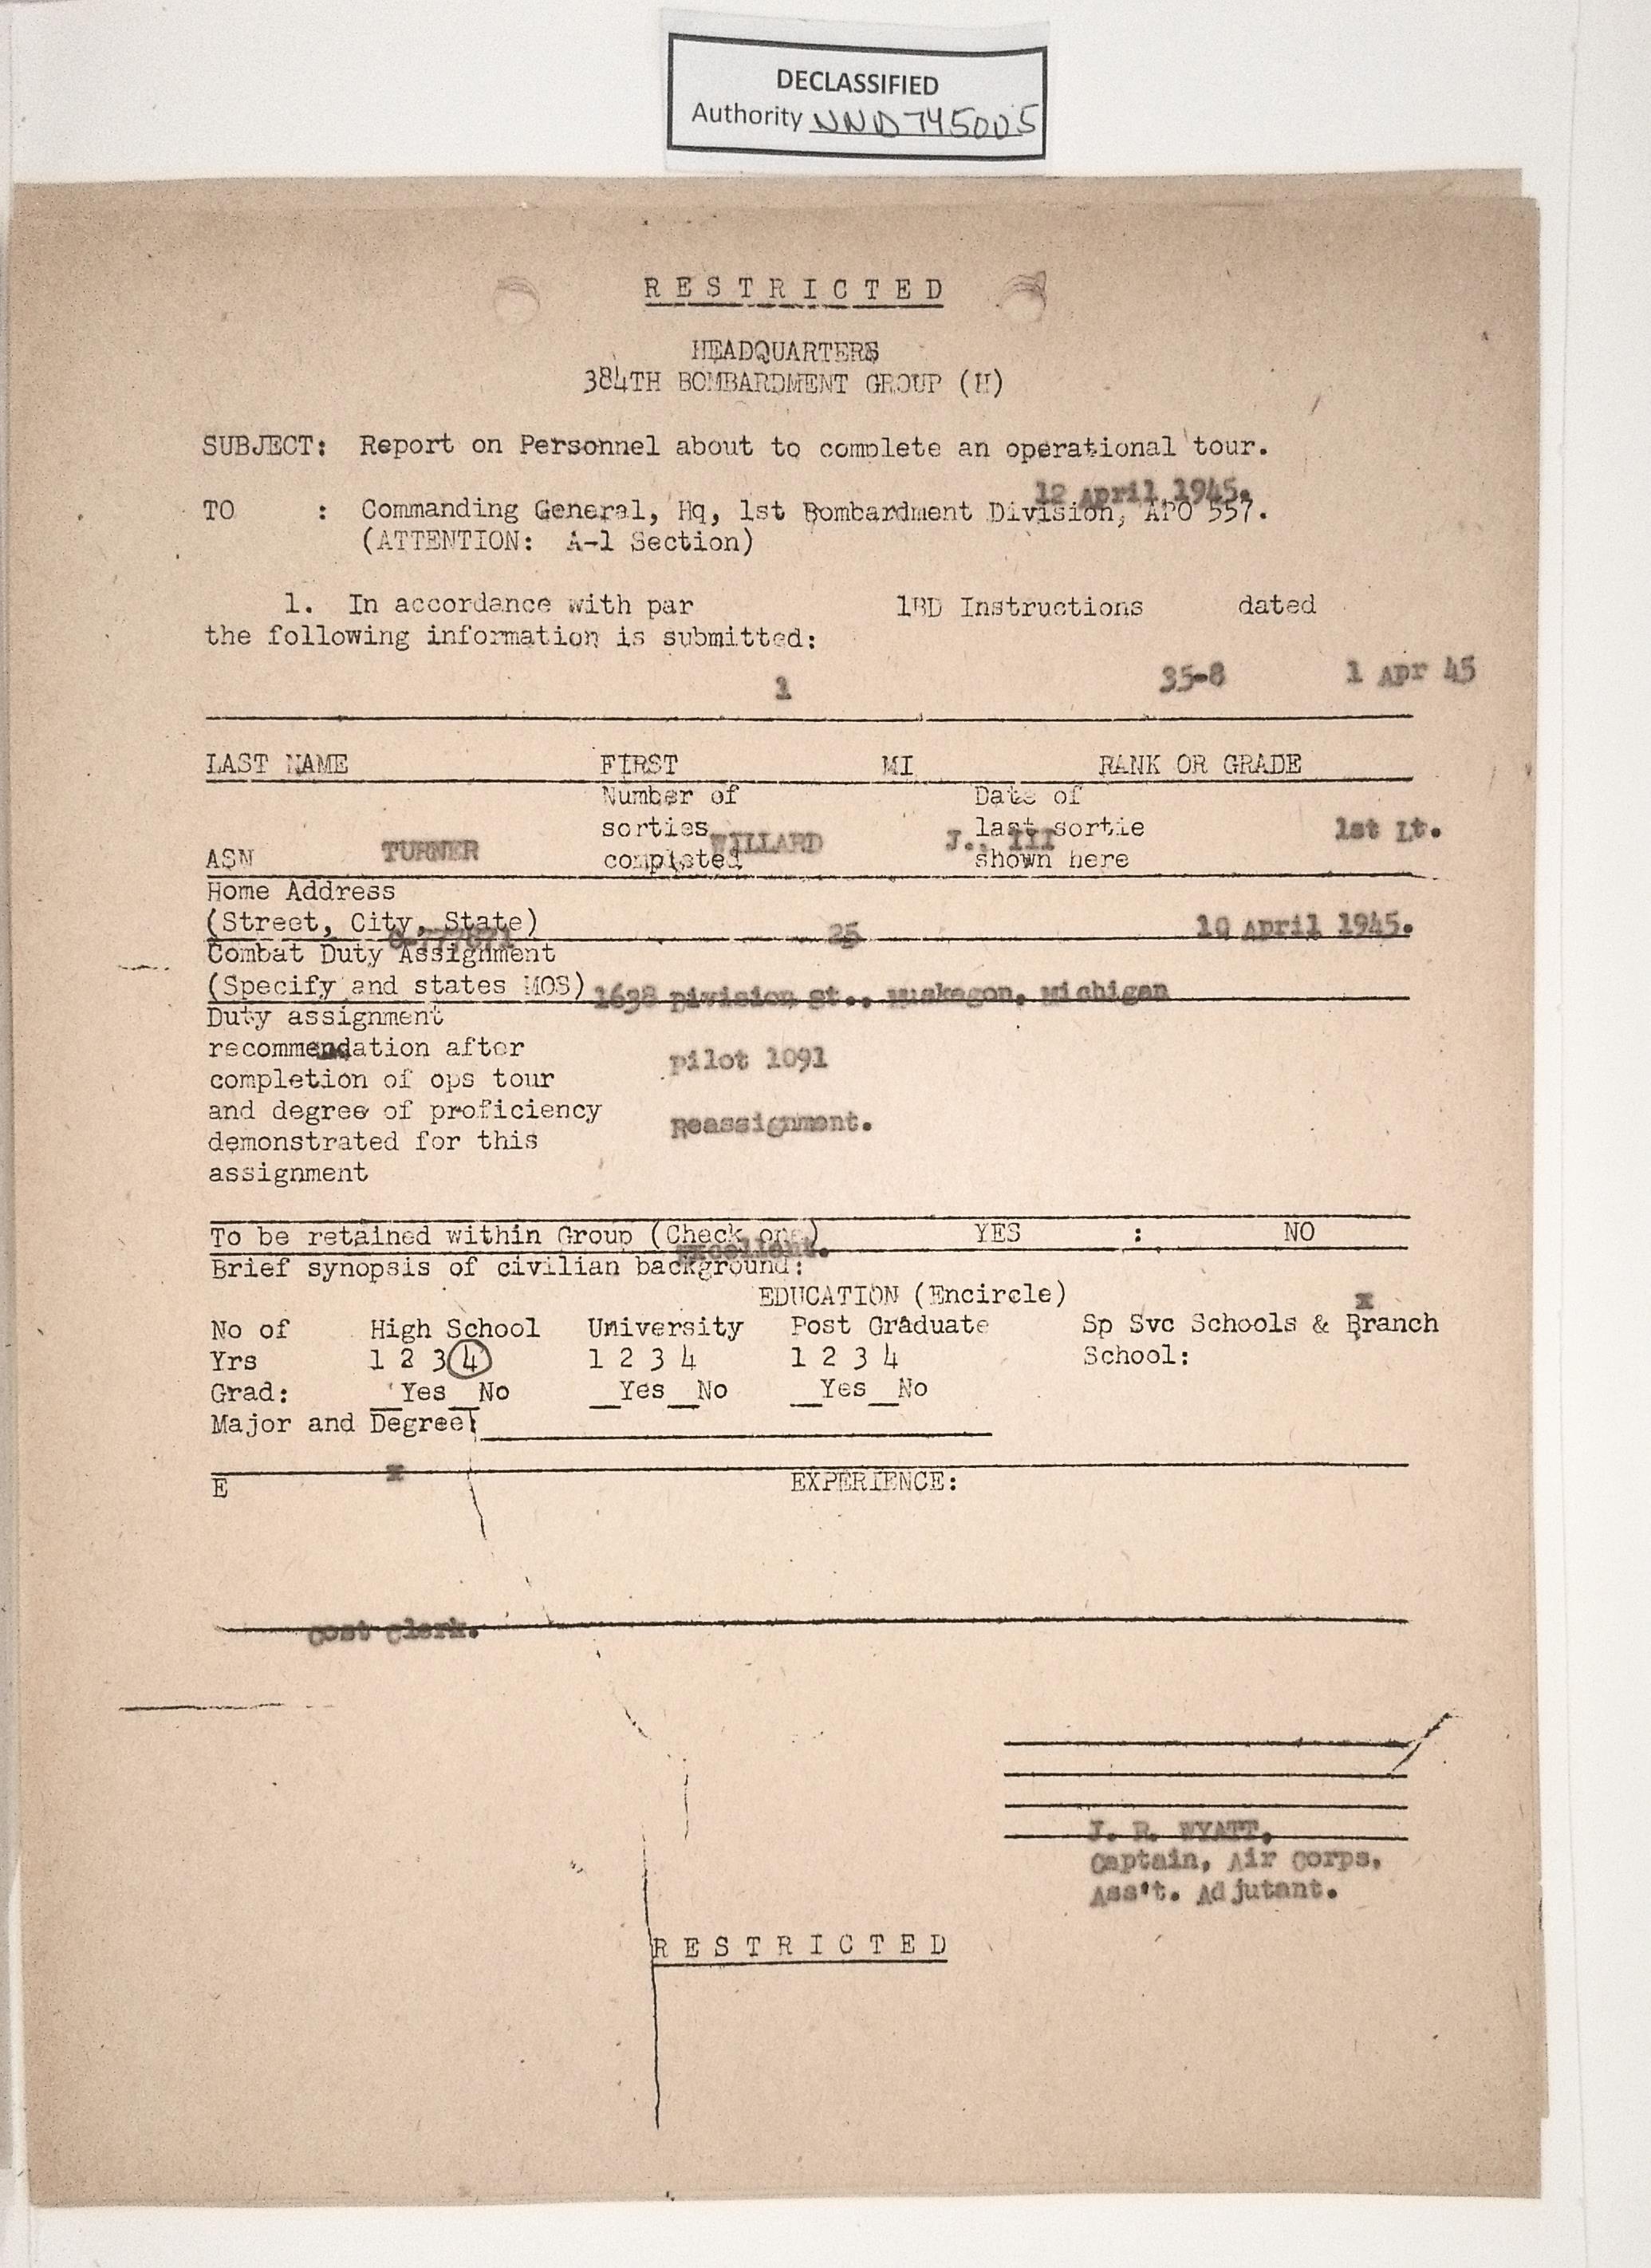 DECLASSIFIED
Authority NND 745005
RESTRICTED
HEADQUARTERS
384TH BOMBARDMENT GROUP (H)
SUBJECT: Report on Personnel about to complete an operational tour.
12 April 1945.
TO : Commanding General, Hq, 1st Bombardment Division, APO 557.
(ATTENTION: A-1 Section)
1. In accordance with par 1BD Instructions dated
the following information is submitted:
1 35-8 1 Apr 45
LAST NAME FIRST MI RANK OR GRADE
Number of Date of
sorties last sortie
TURNER WILLARD J., III 1st Lt.
ASN completed shown here
Home Address
(Street, City, State)
25 10 April 1945.
Combat Duty Assignment
(Specify and states MOS)
1638 Division St., Muskegon, Michigan
Duty assignment
recommendation after
pilot 1091
completion of ops tour
and degree of proficiency
Reassignment.
demonstrated for this
assignment
To be retained within Group (Check one) YES : NO
excellent.
Brief synopsis of civilian background:
EDUCATION (Encircle)
x
No of High School University Post Graduate Sp Svc Schools & Branch
Yrs 1 2 3 4 1 2 3 4 1 2 3 4 School:
Grad: _Yes _No _Yes _No _Yes _No
Major and Degree:
x
E EXPERIENCE:
Cost Clerk.
J. R. WYATT,
Captain, Air Corps,
Ass't. Adjutant.
RESTRICTED